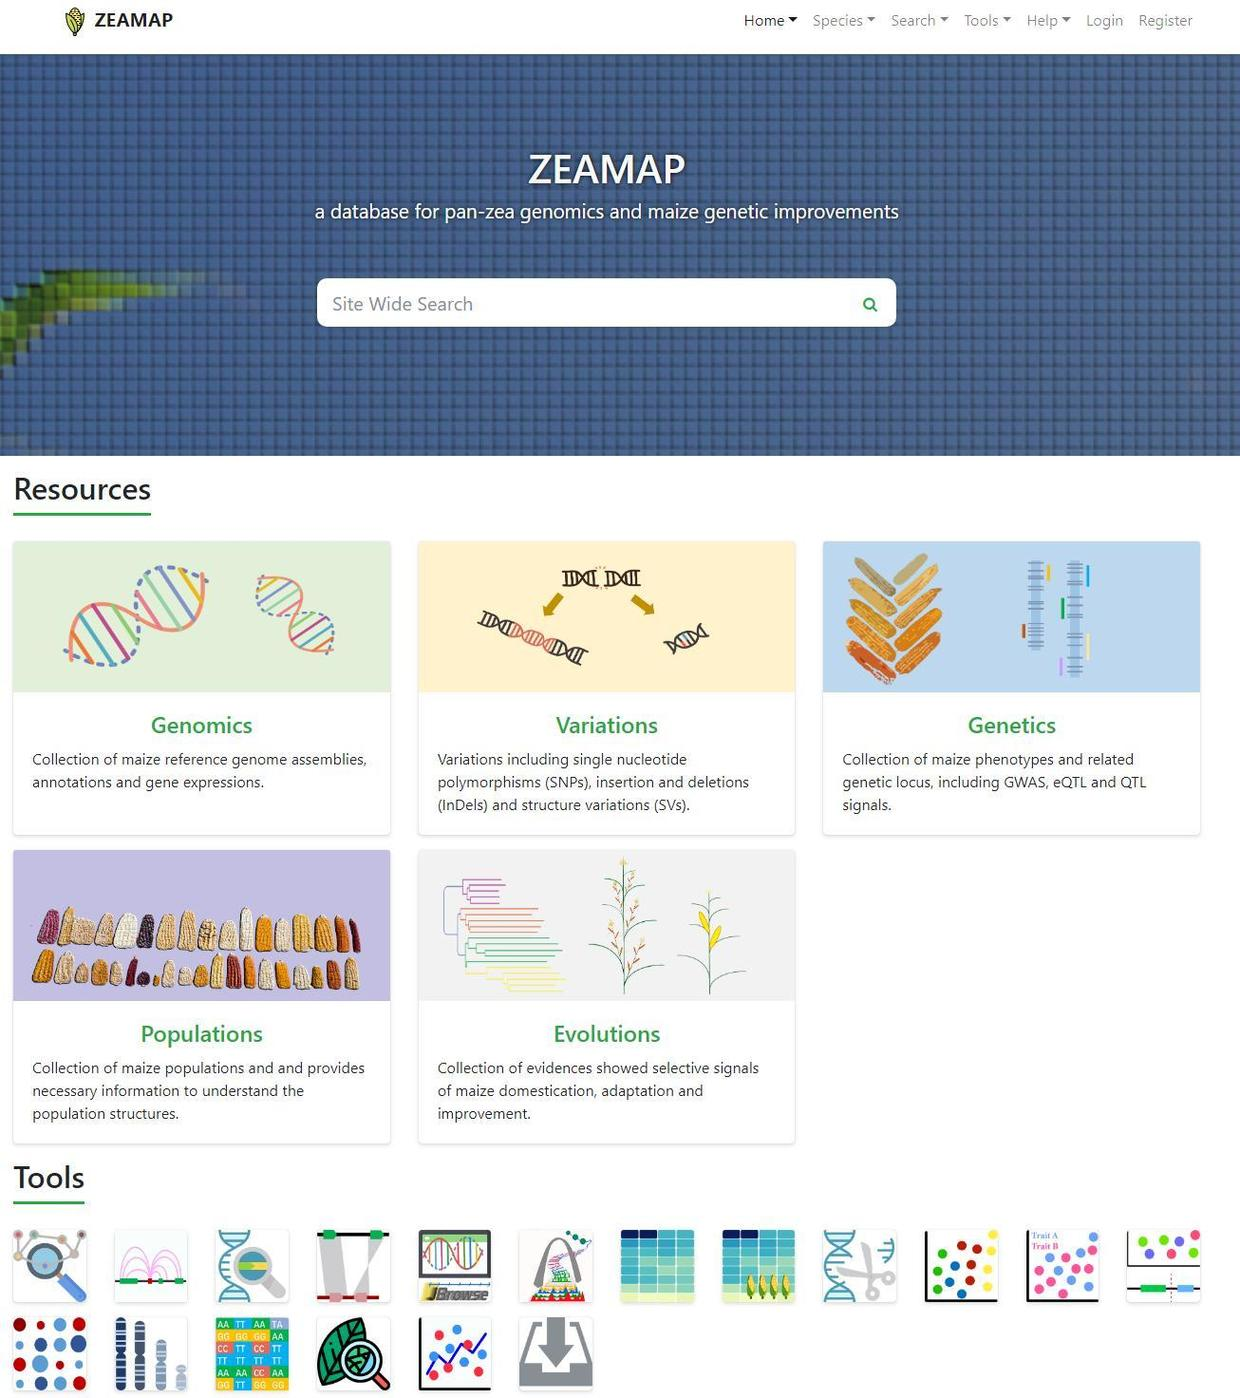 ZEAMAP
Home Species Search Tools Help Login Register
ZEAMAP
a database for pan-zea genomics and maize genetic improvements
Site Wide Search
Resources
Genomics
Collection of maize reference genome assemblies,
annotations and gene expressions.
Variations
Variations including single nucleotide
polymorphisms (SNPs), insertion and deletions
(InDels) and structure variations (SVs).
Genetics
Collection of maize phenotypes and related
genetic locus, including GWAS, eQTL and QTL
signals.
Populations
Collection of maize populations and and provides
necessary information to understand the
population structures.
Evolutions
Collection of evidences showed selective signals
of maize domestication, adaptation and
improvement.
Tools
JBrowse
Trait A
Trait B
AA TT AA TA
GG GG GG AA
CC TT CC TT
TT TT TT TT
AA AA CC AA
GG TT GG GG